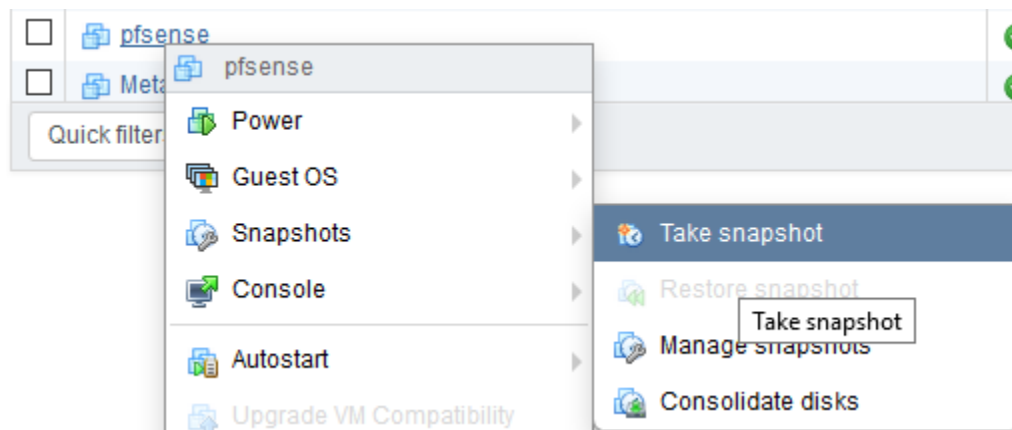 pfsense
pfsense
Meta
Quick filter
Power
Guest OS
Snapshots
Console
Autostart
Upgrade VM Compatibility
Take snapshot
Restore snapshot
Take snapshot
Manage snapshots
Consolidate disks